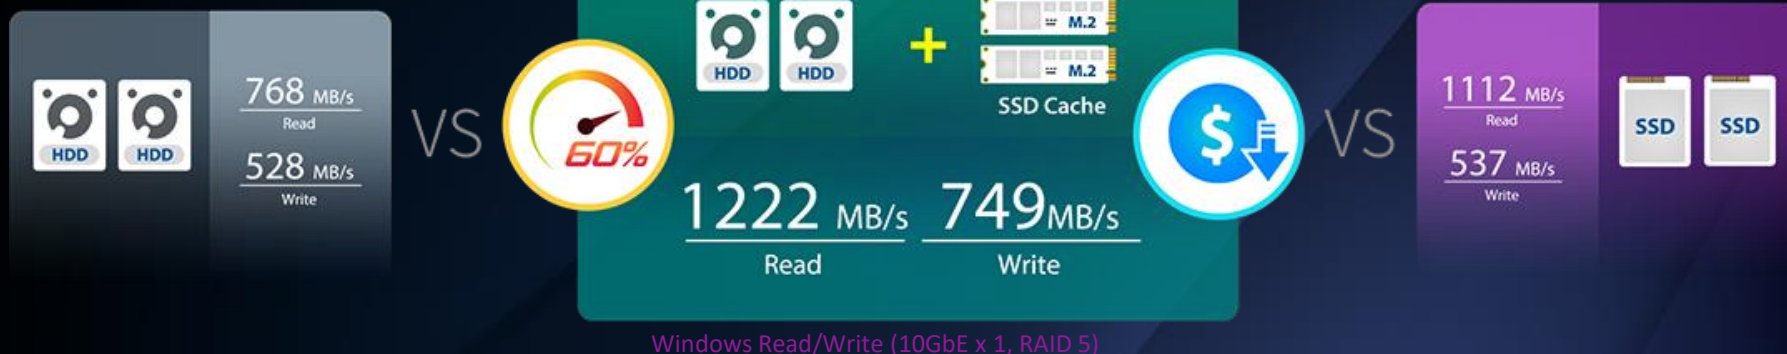 768 MB/s
Read
528 MB/s
Write
HDD
HDD
VS
60%
HDD
HDD
+
M.2
M.2
SSD Cache
1222 MB/s
Read
749MB/s
Write
$
VS
1112 MB/s
Read
537 MB/s
Write
SSD
SSD
Windows Read/Write (10GbE x 1, RAID 5)